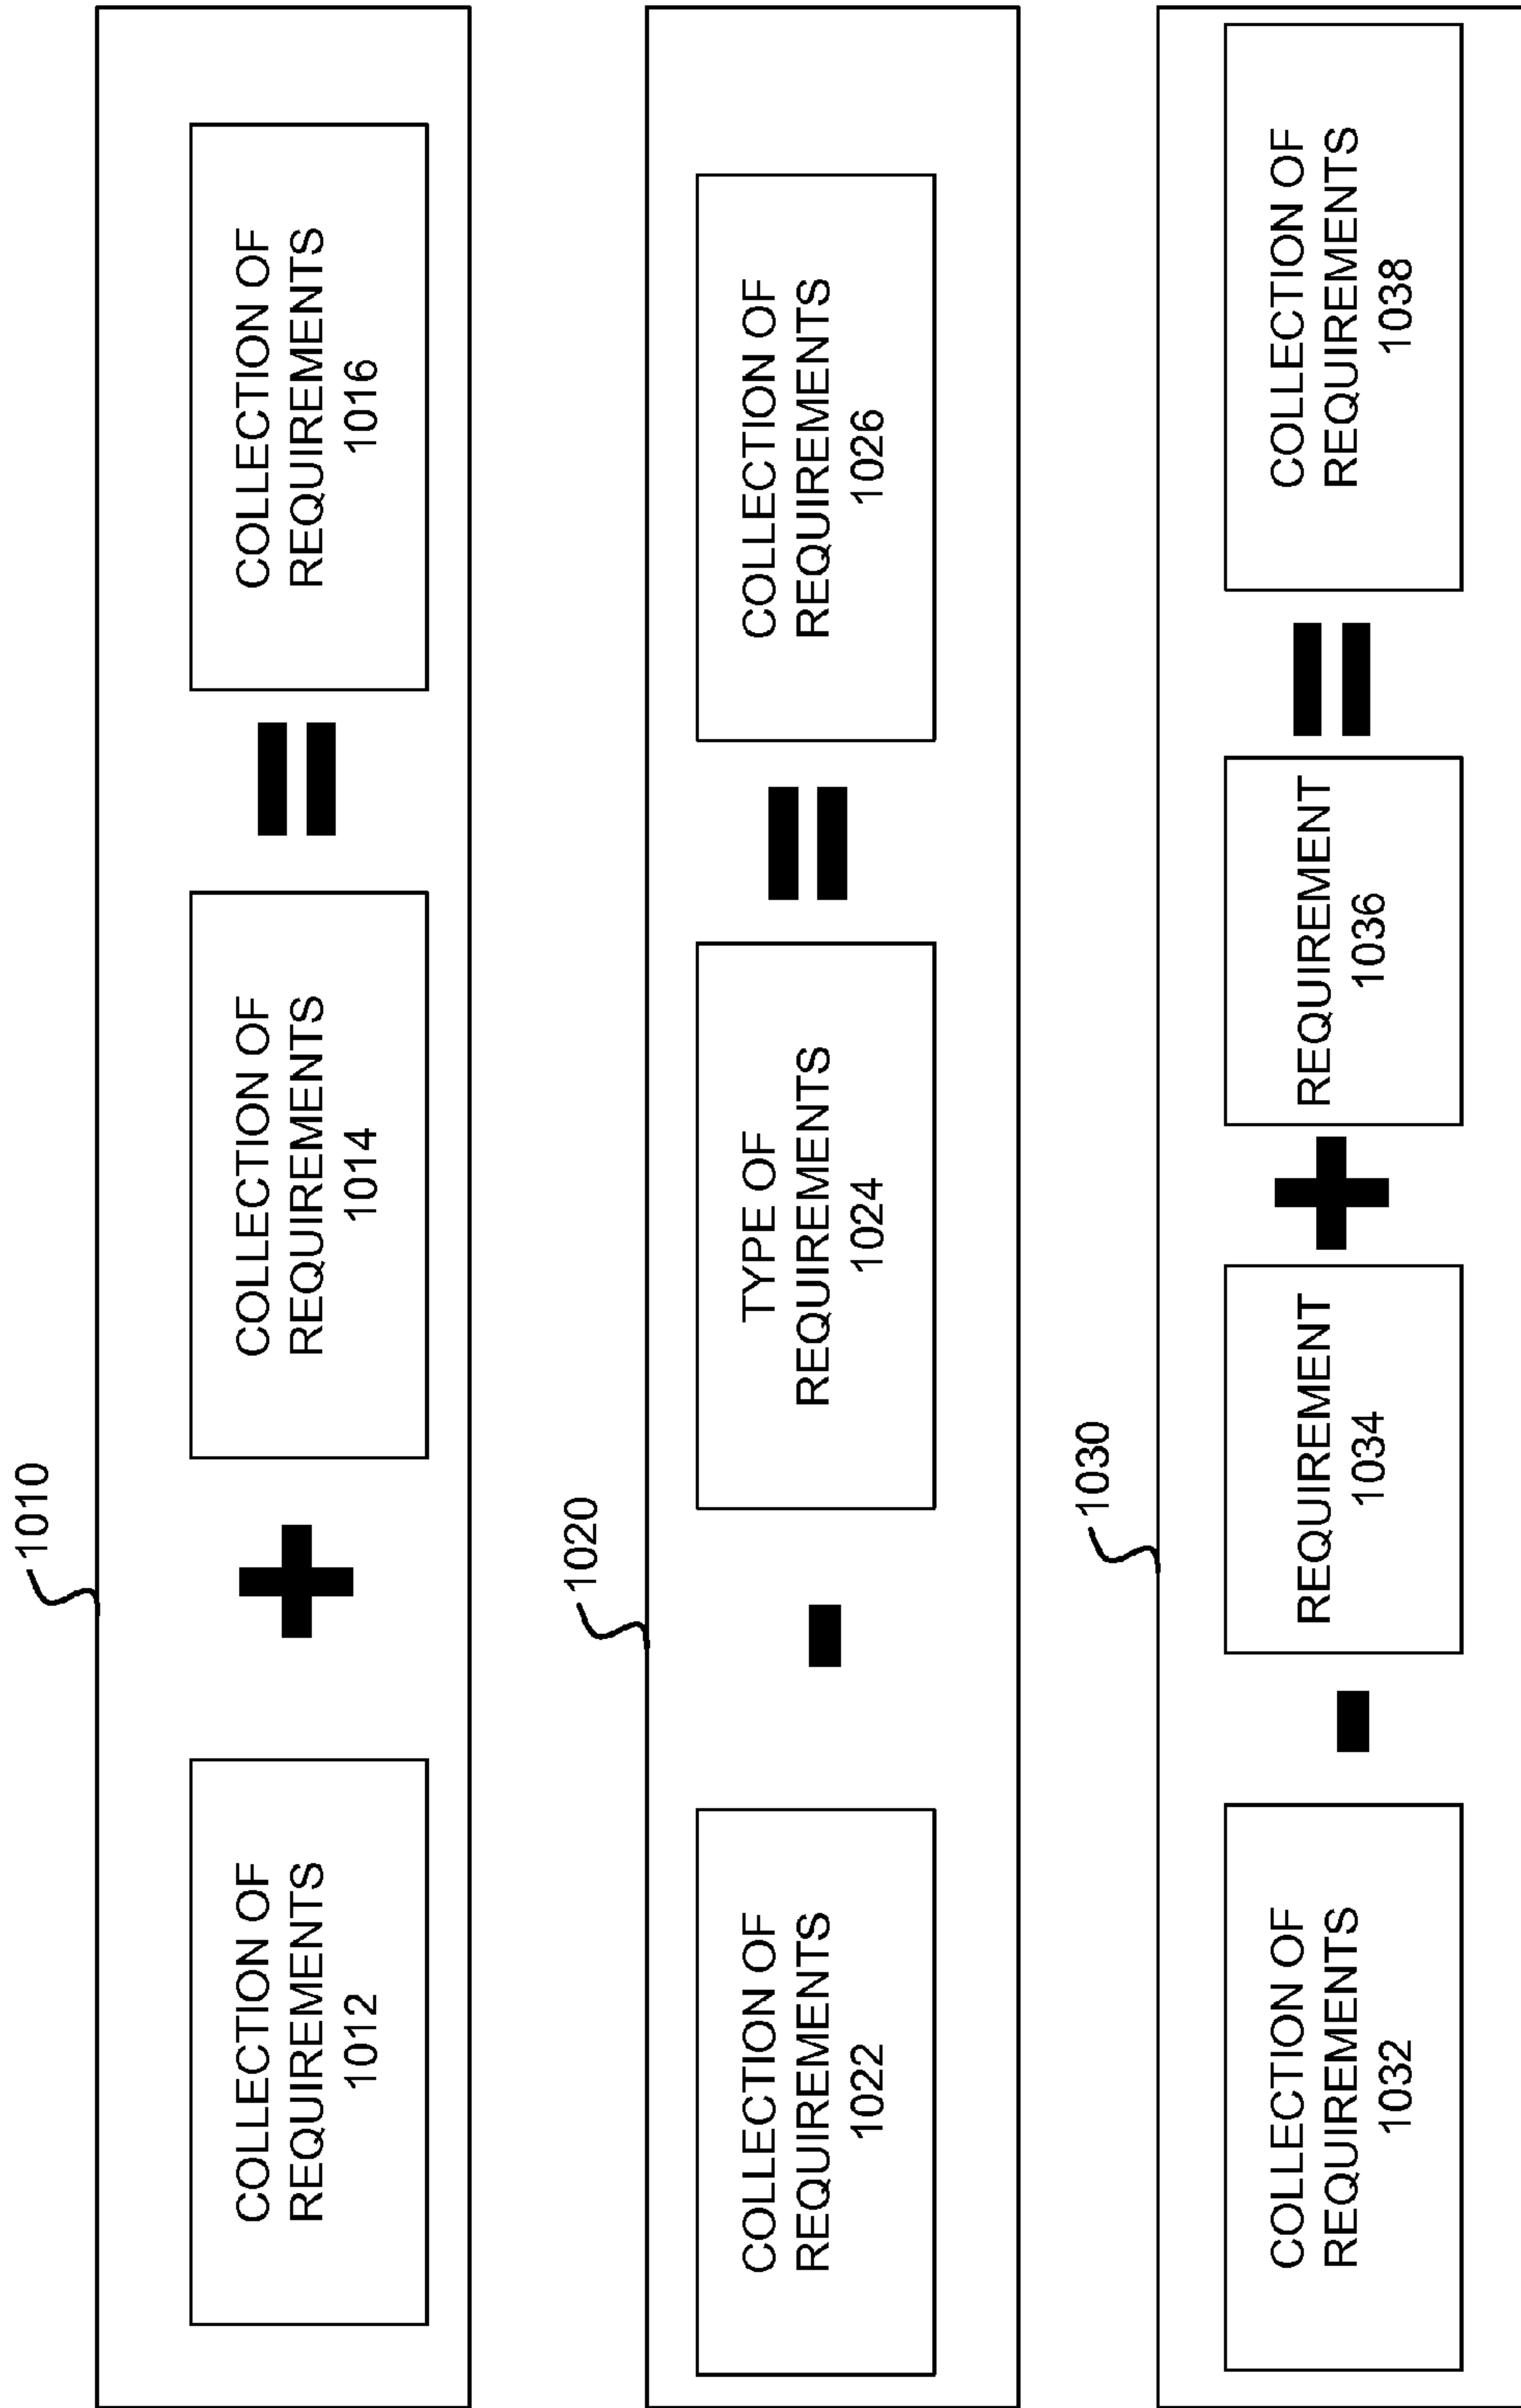 1010
COLLECTION OF
REQUIREMENTS
1012
+
COLLECTION OF
REQUIREMENTS
1014
=
COLLECTION OF
REQUIREMENTS
1016
1020
COLLECTION OF
REQUIREMENTS
1022
-
TYPE OF
REQUIREMENTS
1024
=
COLLECTION OF
REQUIREMENTS
1026
1030
COLLECTION OF
REQUIREMENTS
1032
-
REQUIREMENT
1034
+
REQUIREMENT
1036
=
COLLECTION OF
REQUIREMENTS
1038